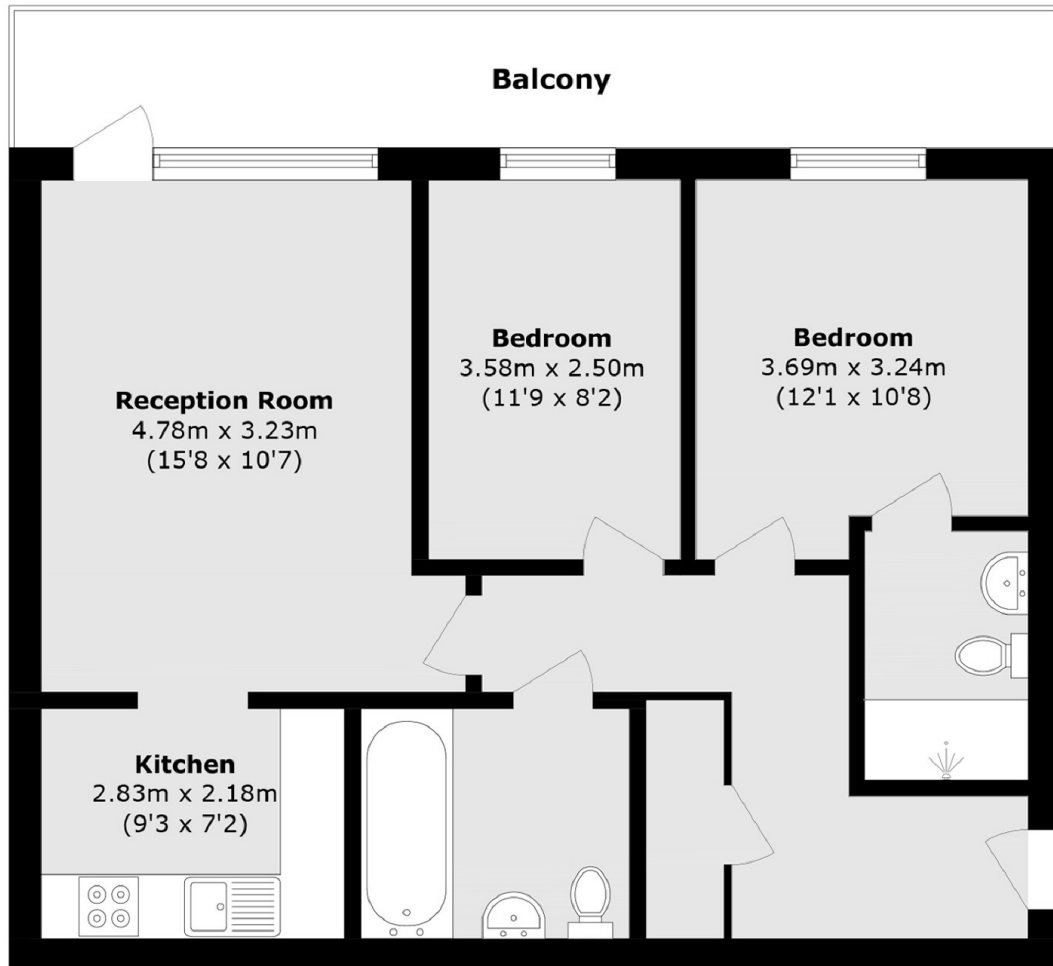 Balcony
Reception Room
4.78m x 3.23m
(15'8 x 10'7)
Bedroom
3.58m x 2.50m
(11'9 x 8'2)
Bedroom
3.69m x 3.24m
(12'1 x 10'8)
Kitchen
2.83m x 2.18m
(9'3 x 7'2)